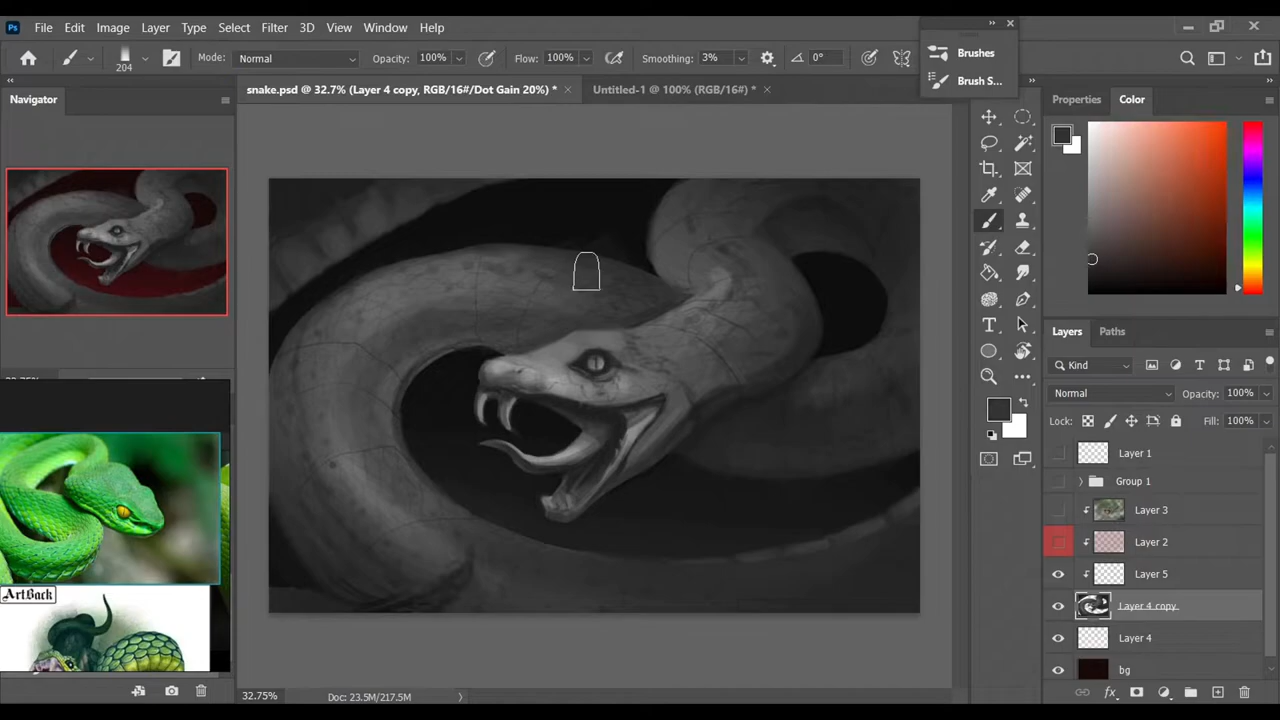 Ps File Edit Image Layer Type Select Filter 3D View Window Help
204 Mode: Normal Opacity: 100% Flow: 100% Smoothing: 3% 0°
Brushes
Brush S...
Navigator
snake.psd @ 32.7% (Layer 4 copy, RGB/16#/Dot Gain 20%) *
Untitled-1 @ 100% (RGB/16#) *
Properties Color
Layers Paths
Kind
Normal Opacity: 100%
Lock: Fill: 100%
Layer 1
Group 1
Layer 3
Layer 2
Layer 5
Layer 4 copy
Layer 4
bg
ArtBack
32.75% Doc: 23.5M/217.5M